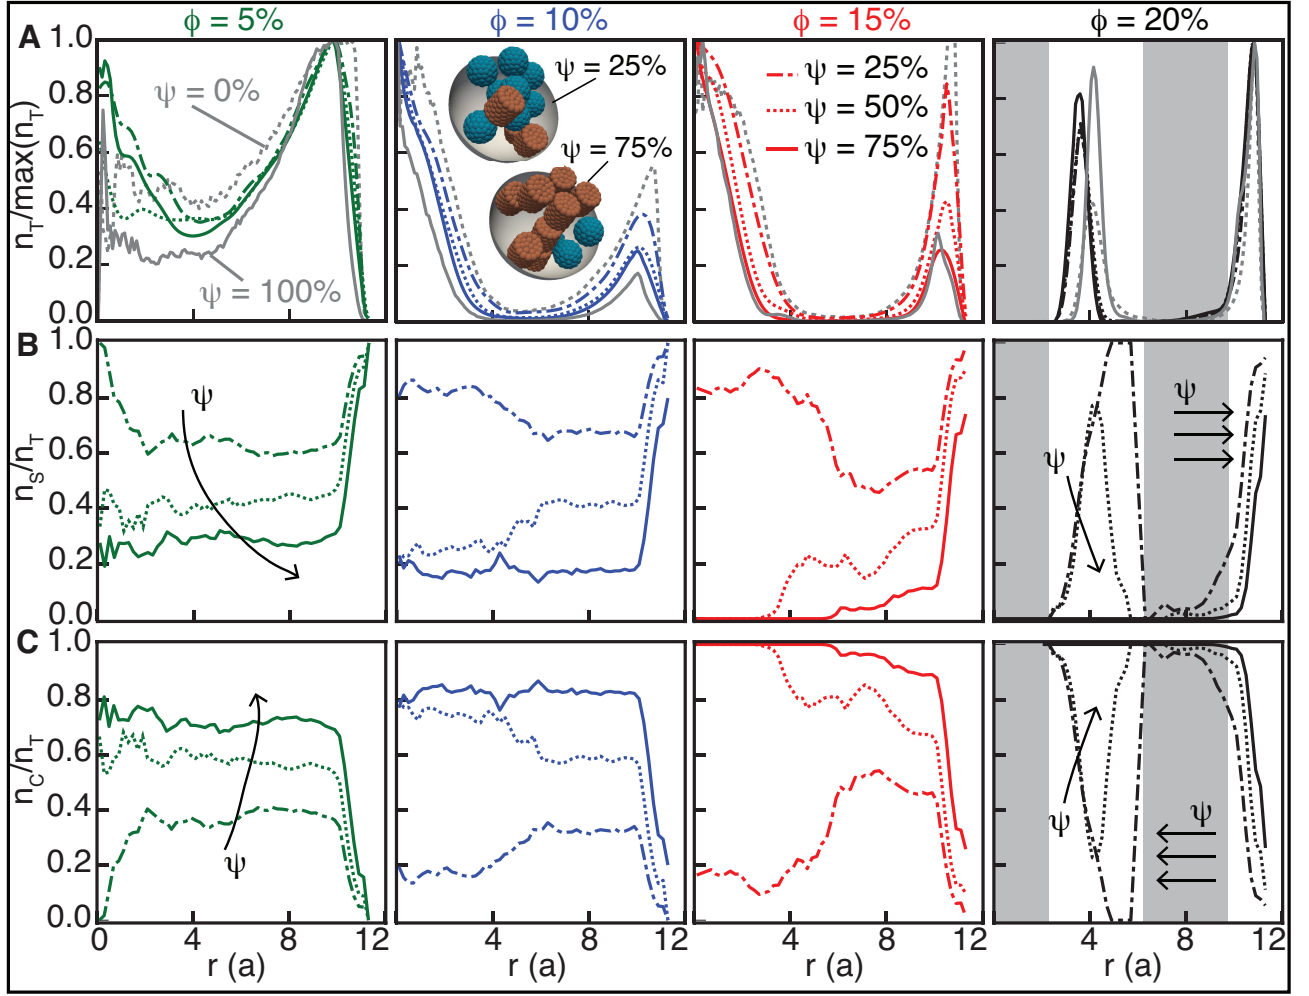 ϕ = 5%
ϕ = 10%
ϕ = 15%
ϕ = 20%
A
1.0
0.8
0.6
0.4
0.2
0.0
n_T/max(n_T)
ψ = 0%
ψ = 100%
ψ = 25%
ψ = 75%
ψ = 25%
ψ = 50%
ψ = 75%
B
1.0
0.8
0.6
0.4
0.2
0.0
n_S/n_T
ψ
ψ
ψ
C
1.0
0.8
0.6
0.4
0.2
0.0
n_C/n_T
ψ
ψ
ψ
0 4 8 12
4 8 12
4 8 12
4 8 12
r (a)
r (a)
r (a)
r (a)